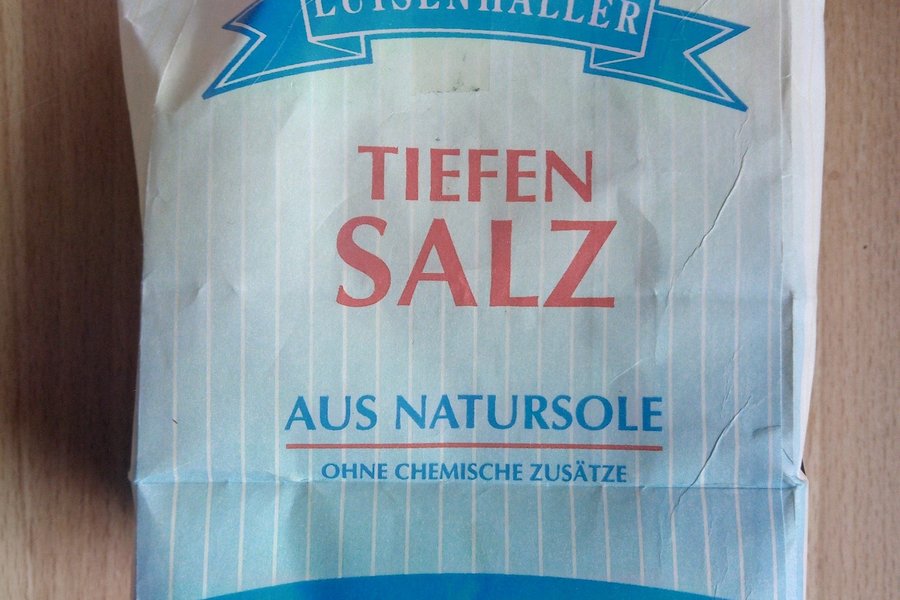 LUISENHALLER
TIEFEN
SALZ
AUS NATURSOLE
OHNE CHEMISCHE ZUSÄTZE